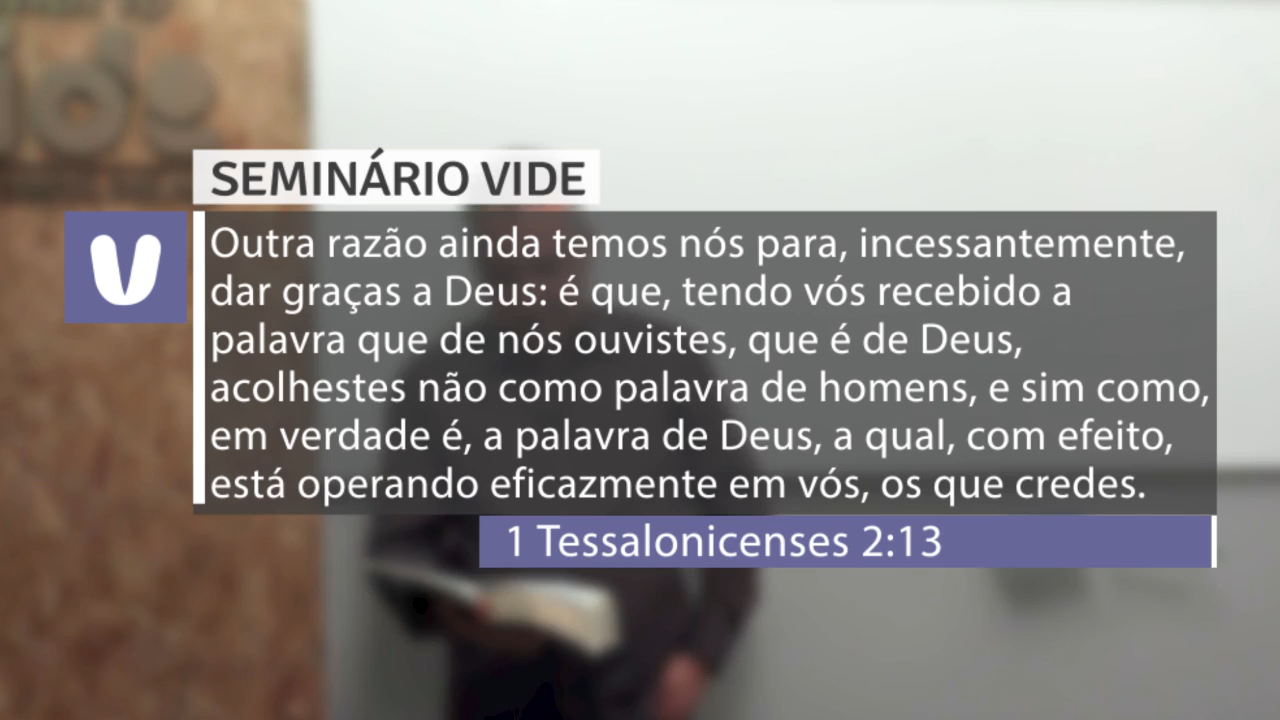 SEMINÁRIO VIDE
V
Outra razão ainda temos nós para, incessantemente,
dar graças a Deus: é que, tendo vós recebido a
palavra que de nós ouvistes, que é de Deus,
acolhestes não como palavra de homens, e sim como,
em verdade é, a palavra de Deus, a qual, com efeito,
está operando eficazmente em vós, os que credes.
1 Tessalonicenses 2:13